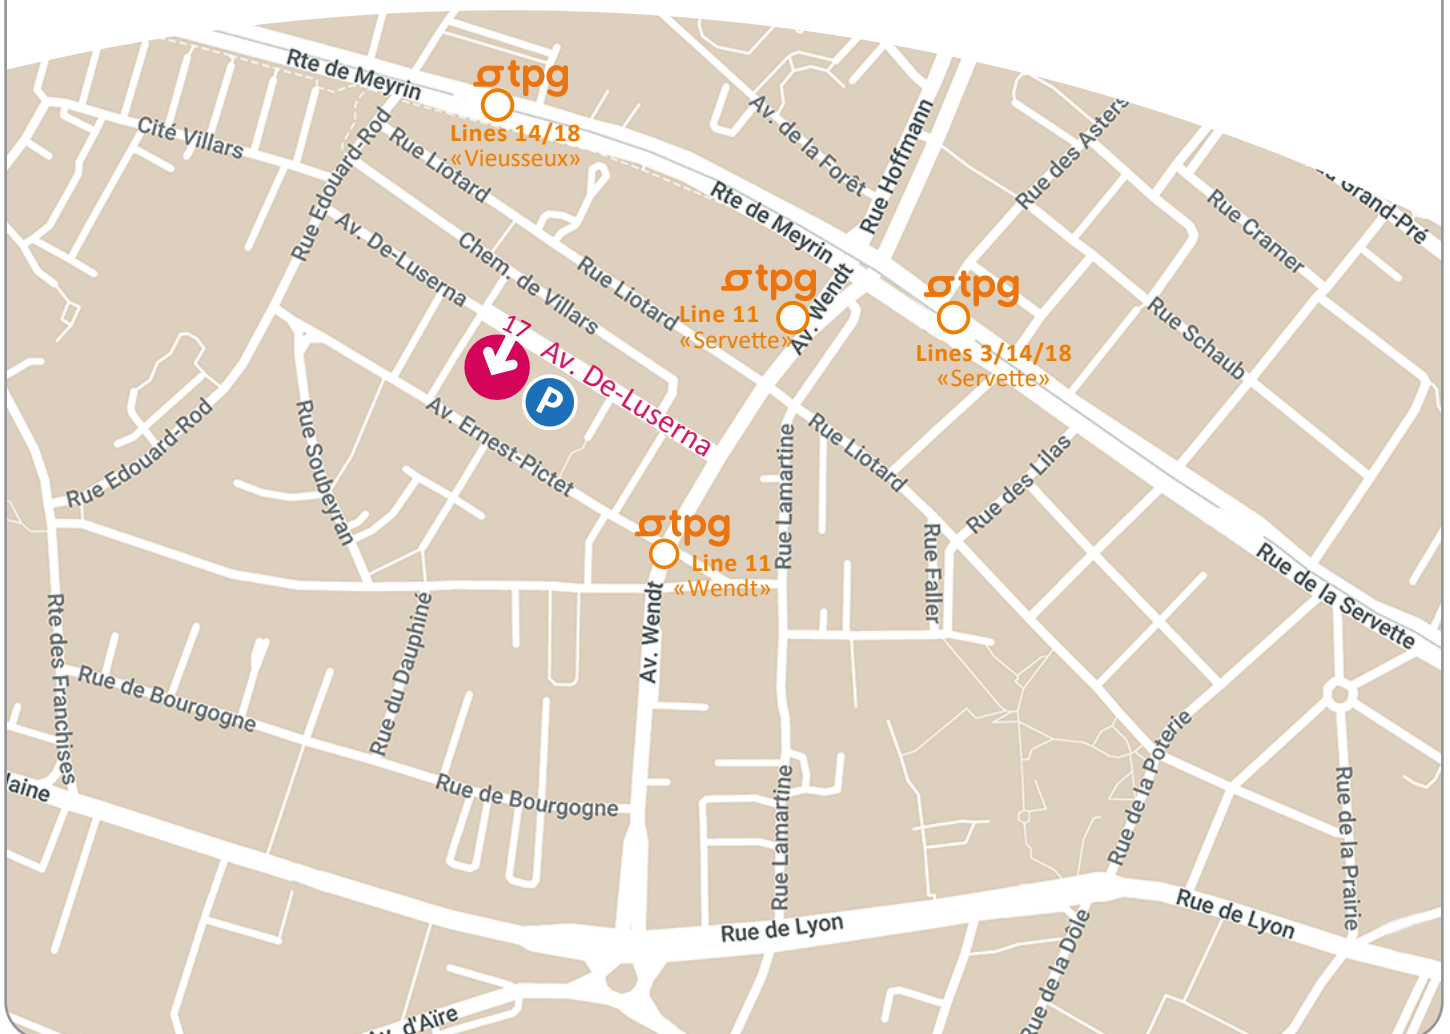 Rte de Meyrin
tpg
Lines 14/18
«Vieusseux»
Cité Villars
Rue Edouard-Rod
Rue Liotard
Av. de la Forêt
Rue Hoffmann
Rue des Asters
Grand-Pré
Rue Cramer
Rte de Meyrin
Av. De-Luserna
Chem. de Villars
Rue Liotard
tpg
Line 11
«Servette»
Av. Wendt
tpg
Lines 3/14/18
«Servette»
Rue Schaub
17 Av. De-Luserna
P
Av. Ernest-Pictet
Rue Edouard-Rod
Rue Soubeyran
Rue Lamartine
Rue Liotard
Rue des Lilas
tpg
Line 11
«Wendt»
Rue Faller
Rue de la Servette
Rte des Franchises
Rue du Dauphiné
Av. Wendt
Rue de Bourgogne
Rue de Bourgogne
laine
Rue Lamartine
Rue de la Poterie
Rue de la Prairie
Rue de Lyon
Rue de Lyon
Rue de la Dôle
d'Aïre